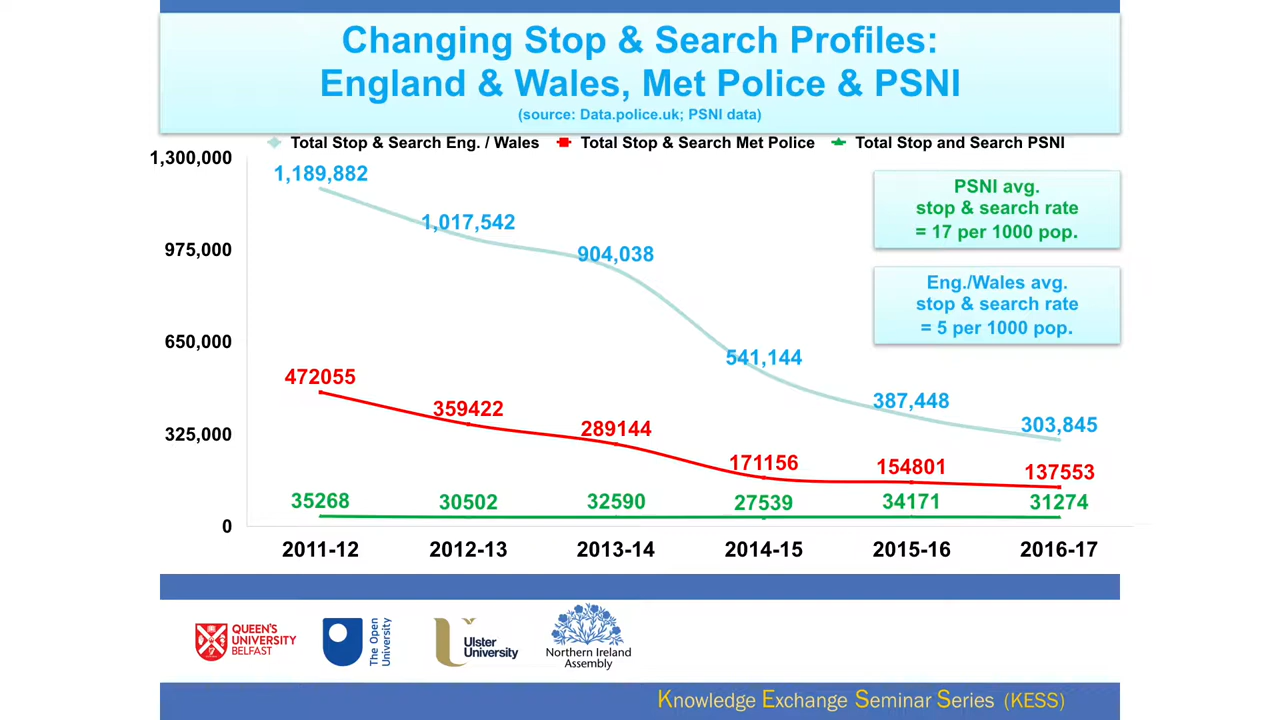 Changing Stop & Search Profiles:
England & Wales, Met Police & PSNI
(source: Data.police.uk; PSNI data)
Total Stop & Search Eng. / Wales
Total Stop & Search Met Police
Total Stop and Search PSNI
1,300,000
975,000
650,000
325,000
0
1,189,882
1,017,542
904,038
541,144
387,448
303,845
472055
359422
289144
171156
154801
137553
35268
30502
32590
27539
34171
31274
PSNI avg.
stop & search rate
= 17 per 1000 pop.
Eng./Wales avg.
stop & search rate
= 5 per 1000 pop.
2011-12
2012-13
2013-14
2014-15
2015-16
2016-17
QUEEN'S
UNIVERSITY
BELFAST
The Open
University
Ulster
University
Northern Ireland
Assembly
Knowledge Exchange Seminar Series (KESS)